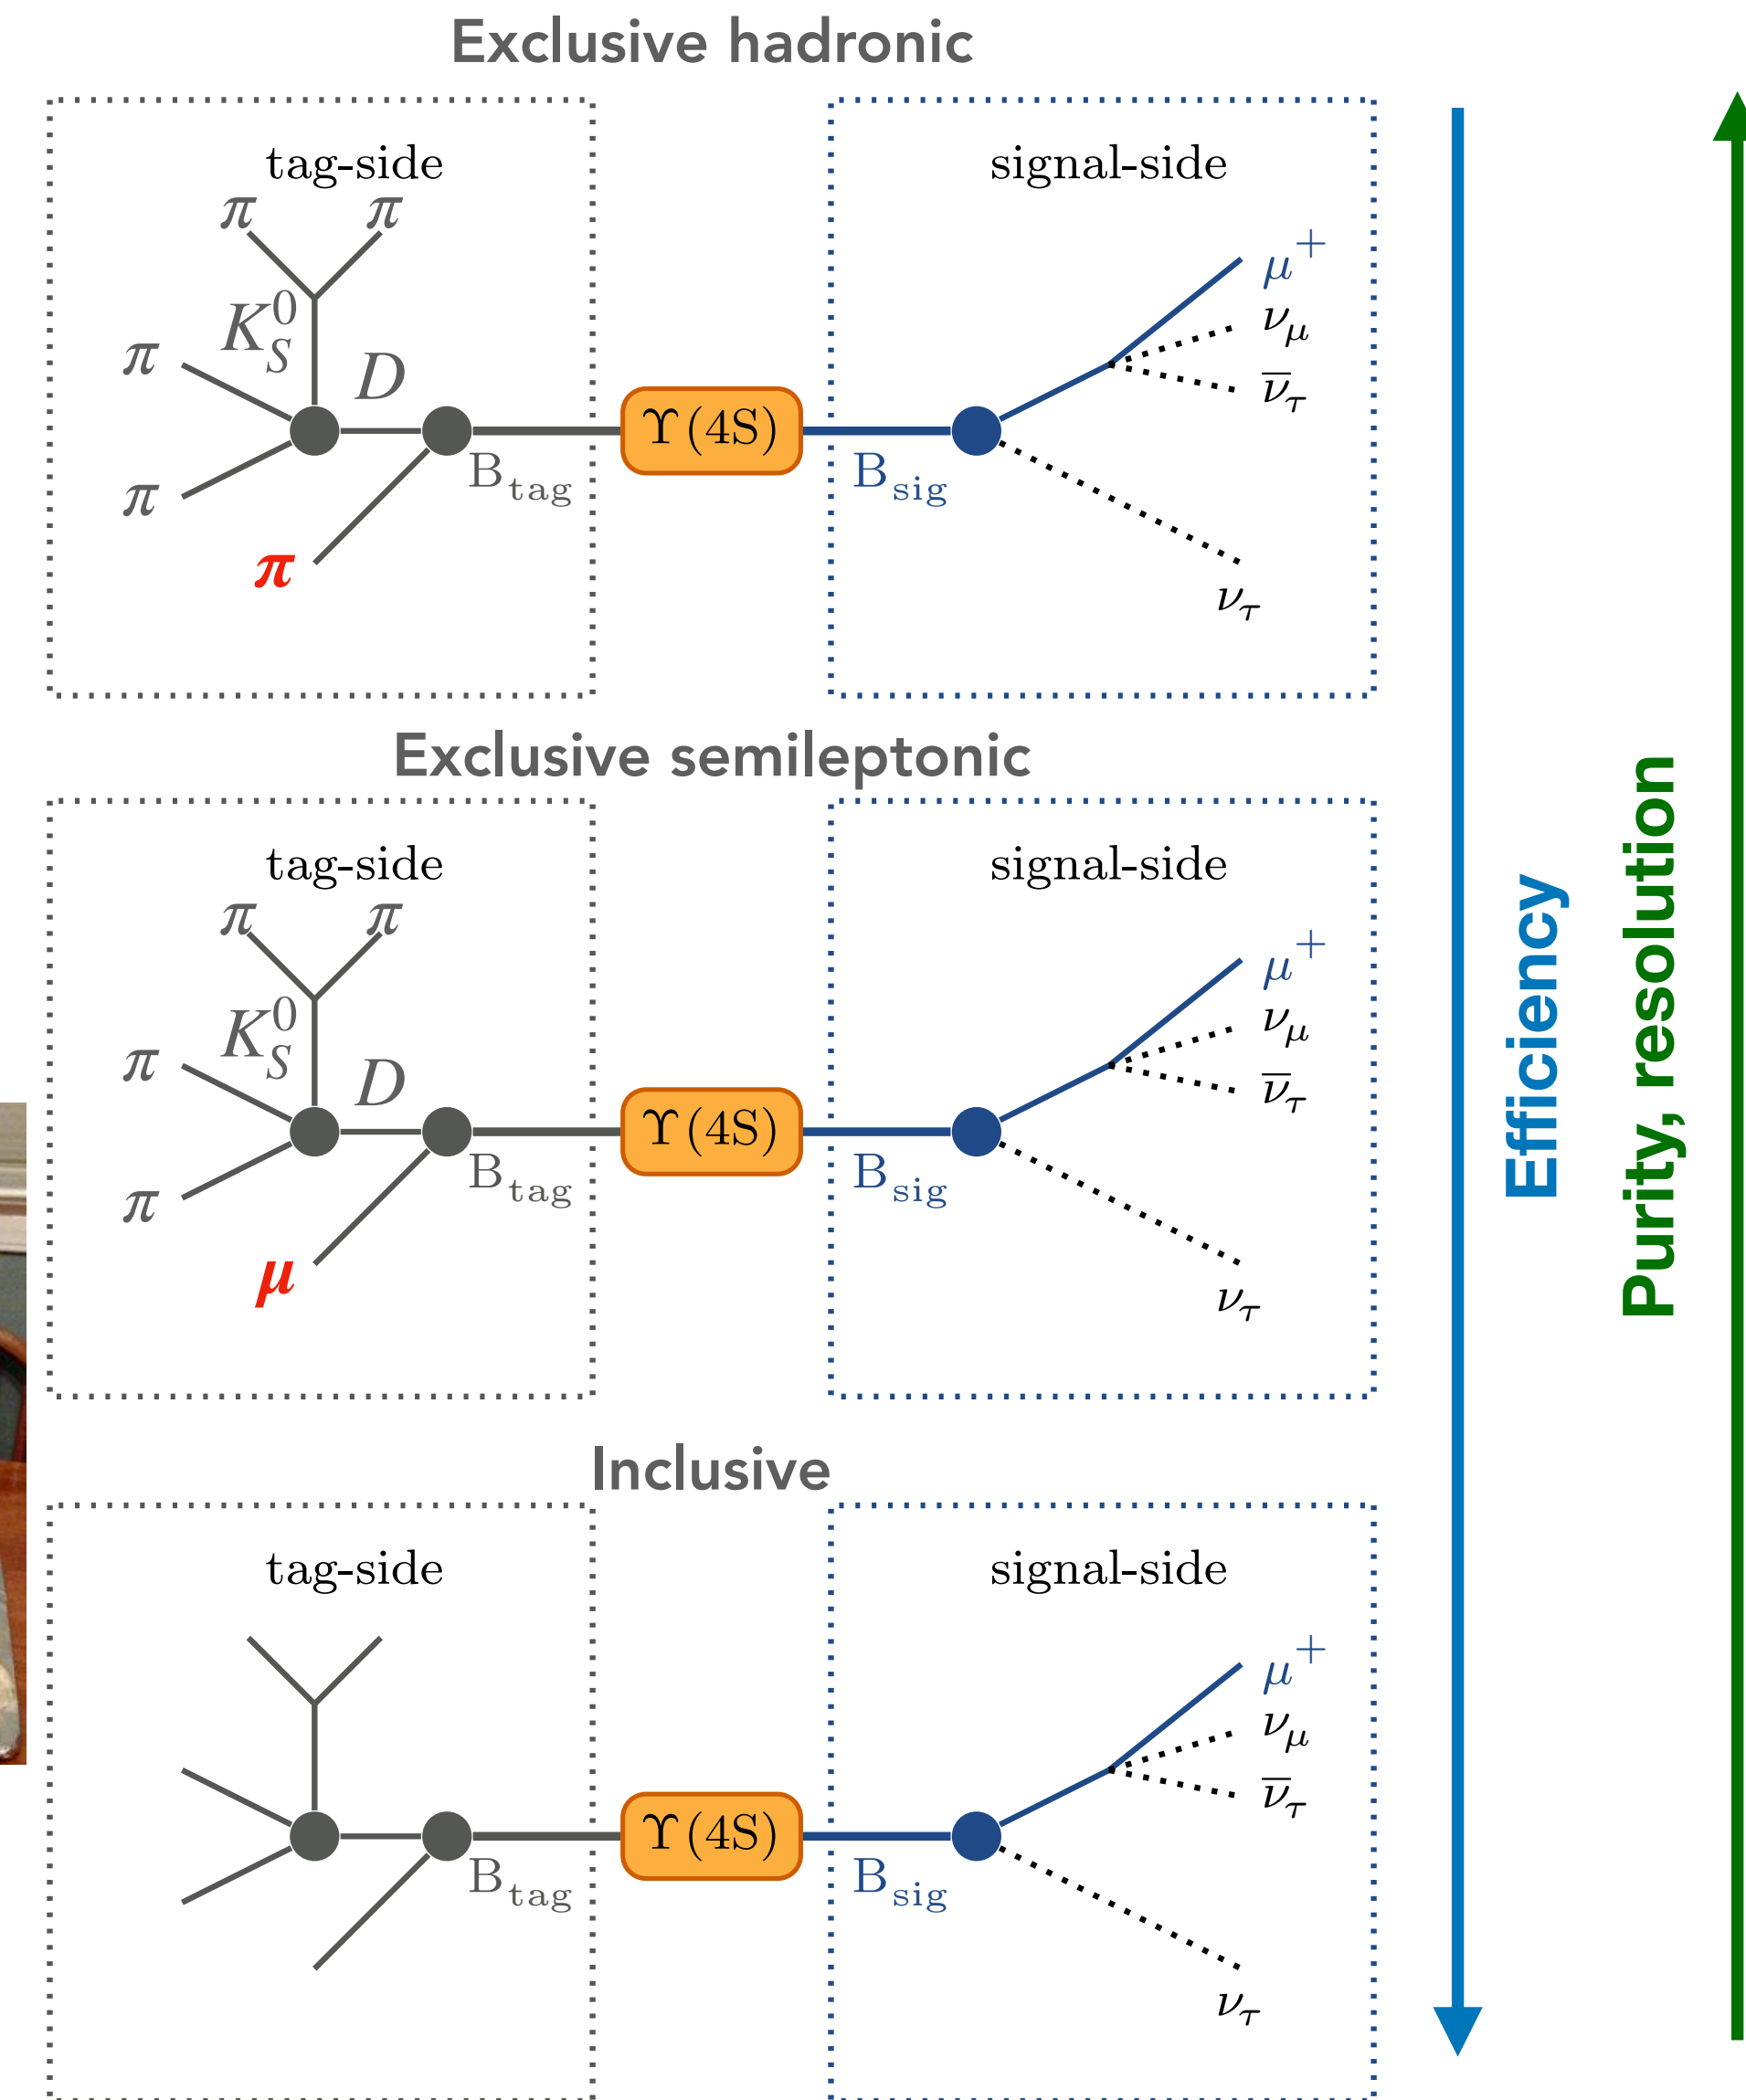 Exclusive hadronic
tag-side
signal-side
π π
μ⁺
K_S^0
ν_μ
π
D
ν̄_τ
Υ(4S)
B_tag
B_sig
π
π
ν_τ
Exclusive semileptonic
tag-side
signal-side
π π
μ⁺
K_S^0
ν_μ
π
D
ν̄_τ
Υ(4S)
B_tag
B_sig
π
μ
ν_τ
Inclusive
tag-side
signal-side
μ⁺
ν_μ
ν̄_τ
Υ(4S)
B_tag
B_sig
ν_τ
Efficiency
Purity, resolution